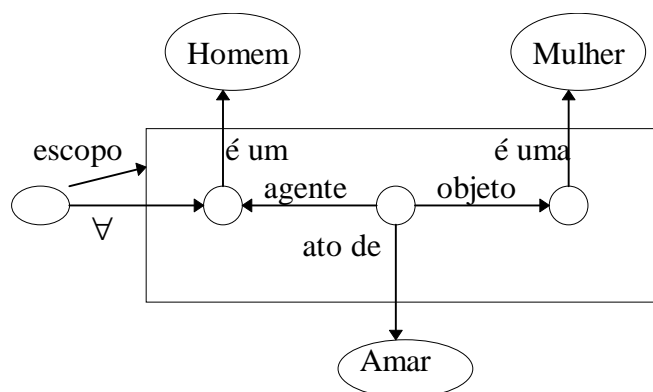 Homem Mulher
escopo é um é uma
agente objeto
∀
ato de
Amar